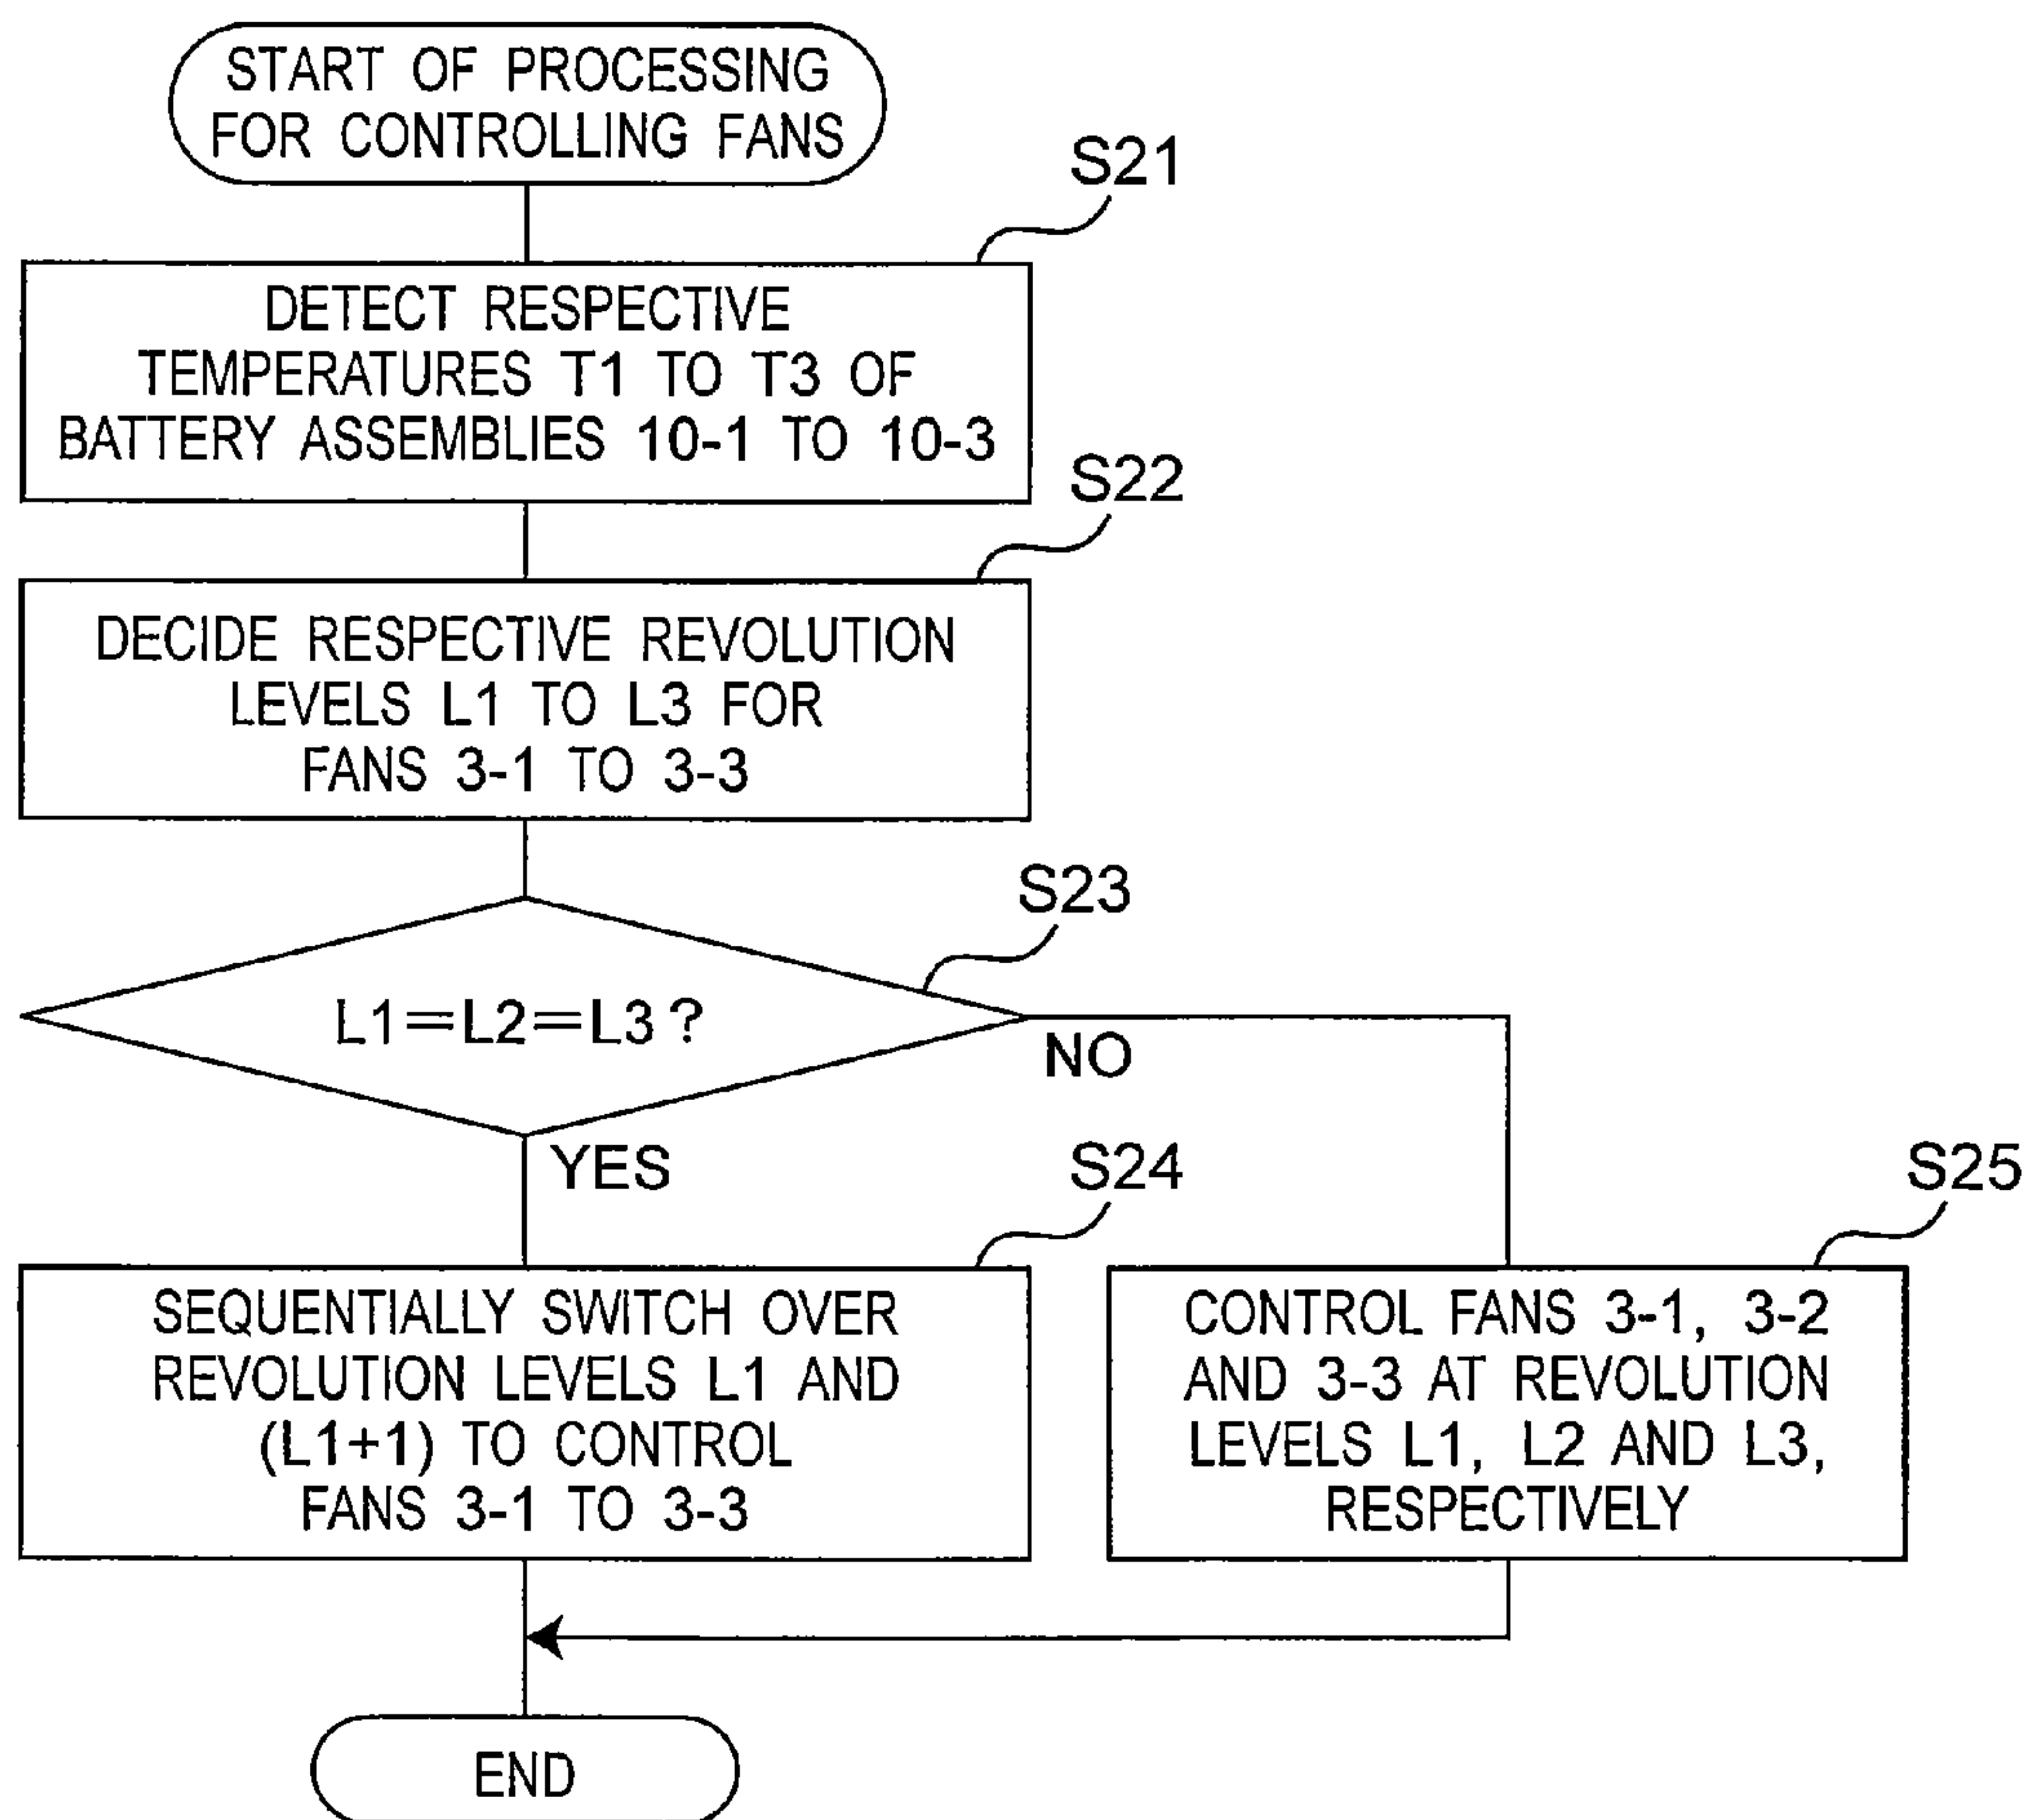 START OF PROCESSING
FOR CONTROLLING FANS
S21
DETECT RESPECTIVE
TEMPERATURES T1 TO T3 OF
BATTERY ASSEMBLIES 10-1 TO 10-3
S22
DECIDE RESPECTIVE REVOLUTION
LEVELS L1 TO L3 FOR
FANS 3-1 TO 3-3
S23
L1=L2=L3?
NO
YES
S24
SEQUENTIALLY SWITCH OVER
REVOLUTION LEVELS L1 AND
(L1+1) TO CONTROL
FANS 3-1 TO 3-3
S25
CONTROL FANS 3-1, 3-2
AND 3-3 AT REVOLUTION
LEVELS L1, L2 AND L3,
RESPECTIVELY
END